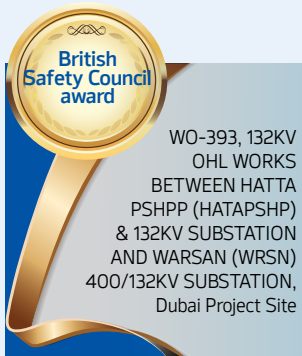 British
Safety Council
award
WO-393, 132KV
OHL WORKS
BETWEEN HATTA
PSHPP (HATAPSHP)
& 132KV SUBSTATION
AND WARSAN (WRSN)
400/132KV SUBSTATION,
Dubai Project Site